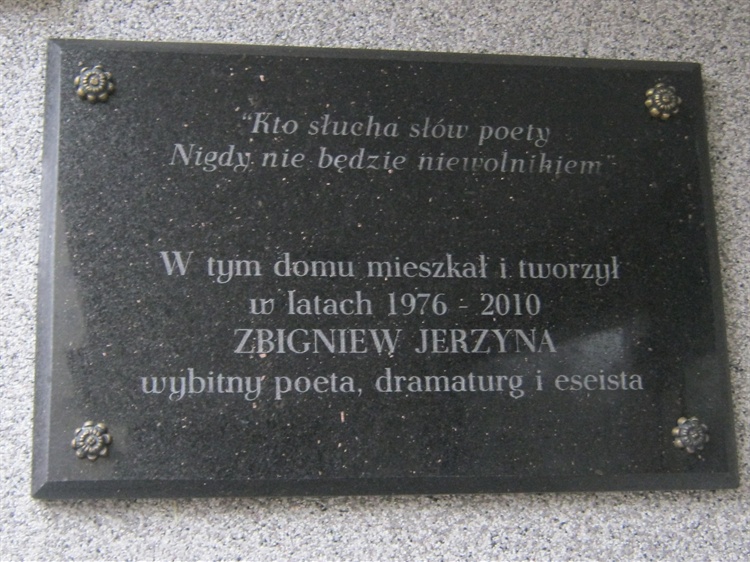 "Kto słucha słów poety
Nigdy nie będzie niewolnikiem"
W tym domu mieszkał i tworzył
w latach 1976 - 2010
ZBIGNIEW JERZYNA
wybitny poeta, dramaturg i eseista